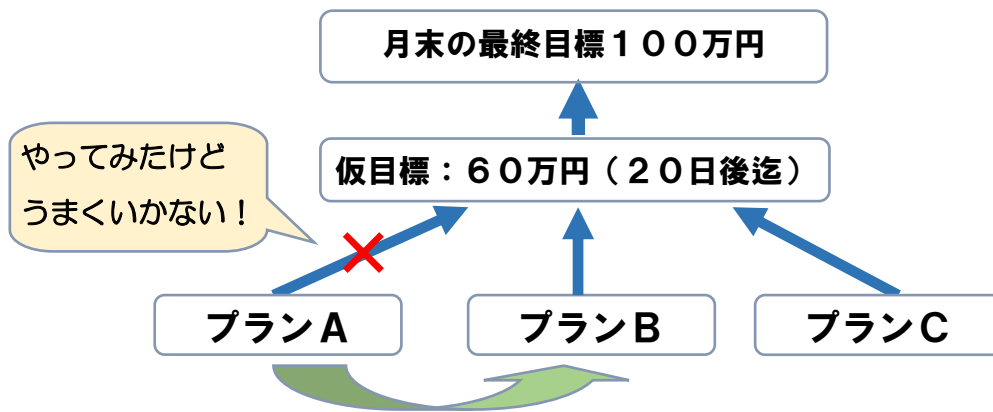 月末の最終目標１００万円
やってみたけど
うまくいかない！
仮目標：６０万円（２０日後迄）
プランＡ
プランＢ
プランＣ